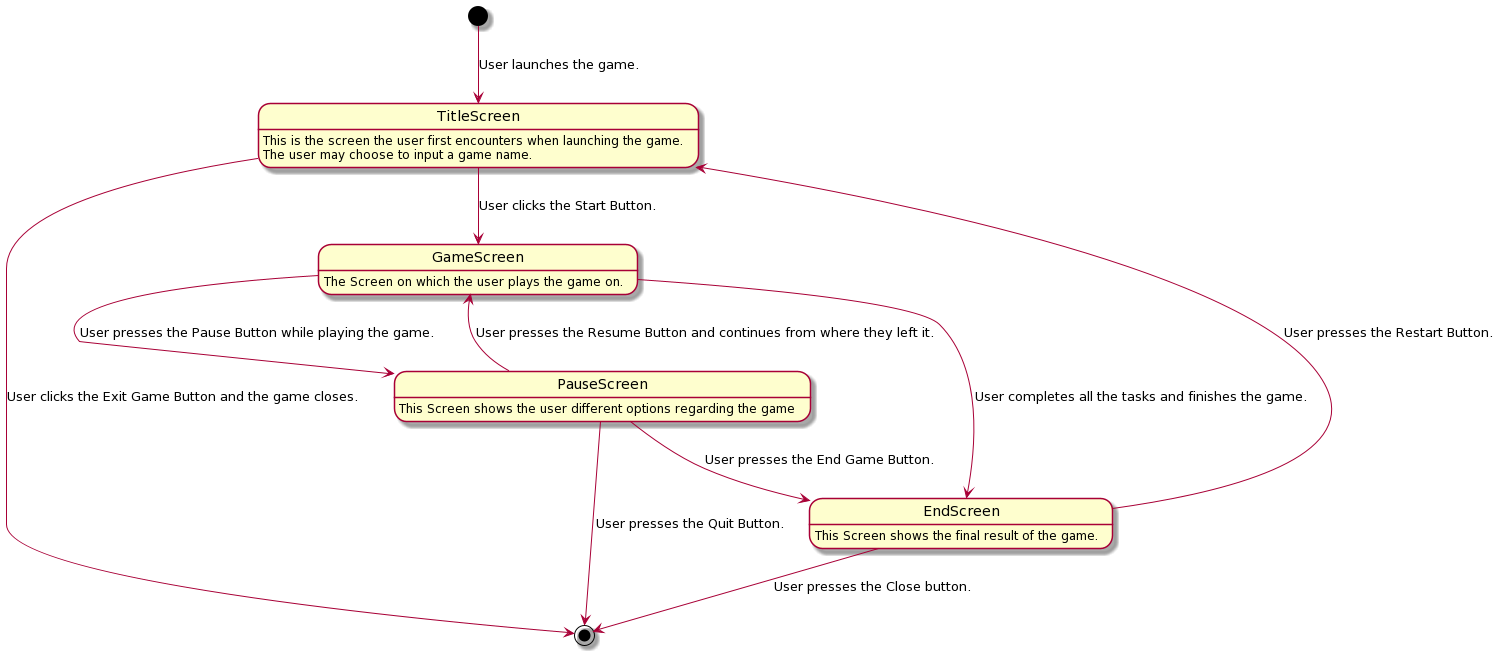 User launches the game.
TitleScreen
This is the screen the user first encounters when launching the game.
The user may choose to input a game name.
User clicks the Start Button.
GameScreen
The Screen on which the user plays the game on.
User presses the Pause Button while playing the game.
User presses the Resume Button and continues from where they left it.
User presses the Restart Button.
PauseScreen
This Screen shows the user different options regarding the game
User clicks the Exit Game Button and the game closes.
User completes all the tasks and finishes the game.
User presses the End Game Button.
EndScreen
This Screen shows the final result of the game.
User presses the Quit Button.
User presses the Close button.